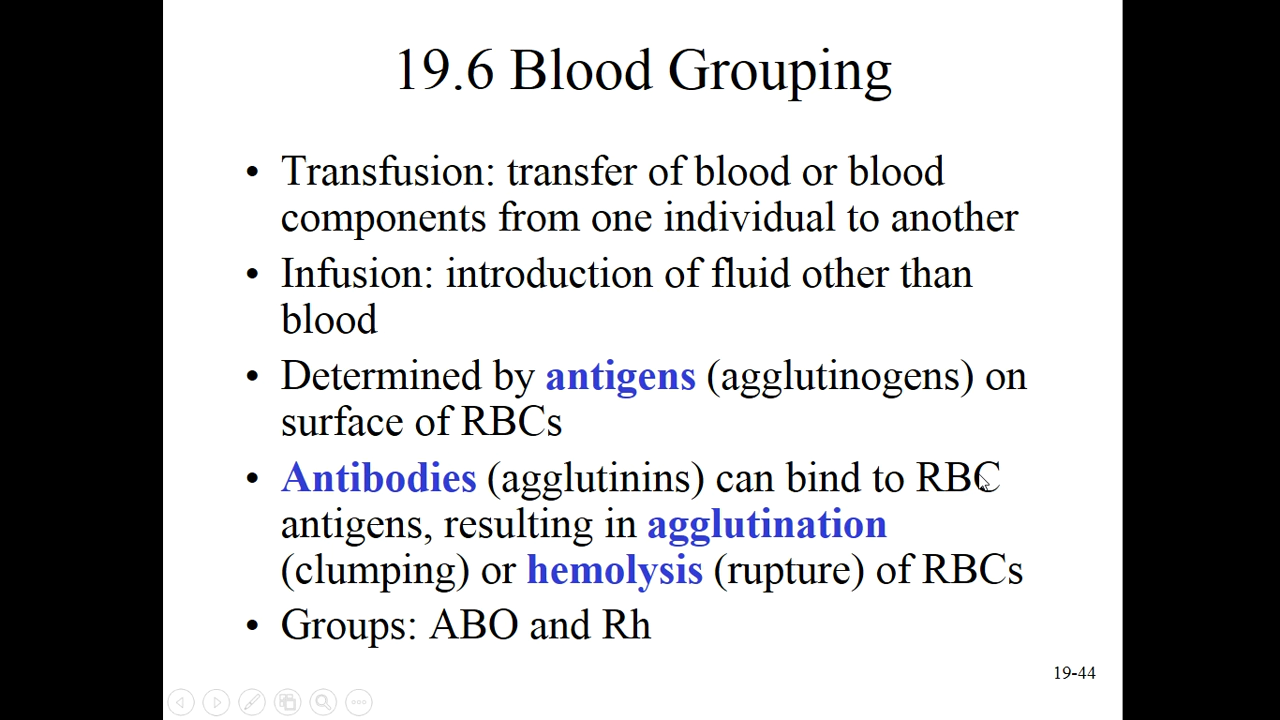 19.6 Blood Grouping
• Transfusion: transfer of blood or blood
components from one individual to another
• Infusion: introduction of fluid other than
blood
• Determined by antigens (agglutinogens) on
surface of RBCs
• Antibodies (agglutinins) can bind to RBC
antigens, resulting in agglutination
(clumping) or hemolysis (rupture) of RBCs
• Groups: ABO and Rh
19-44